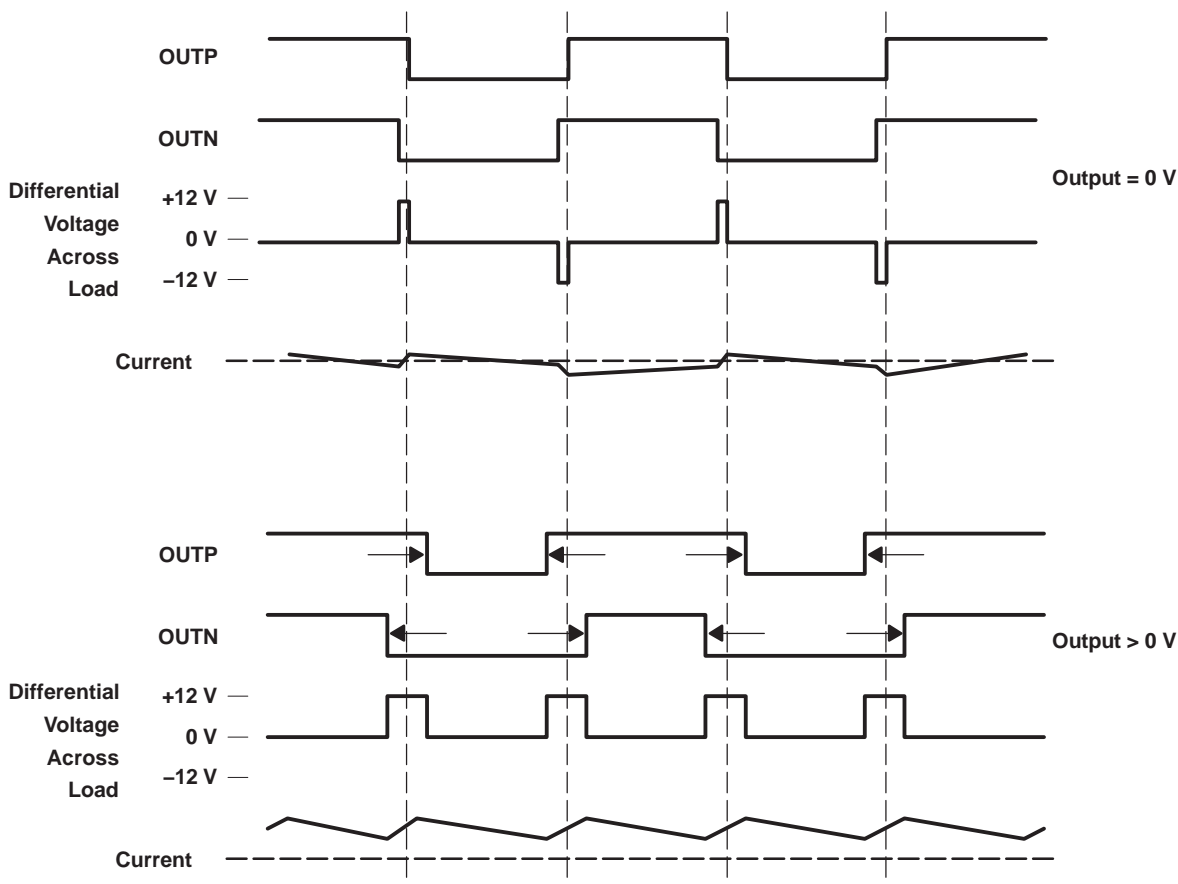 OUTP
OUTN
Output = 0 V
Differential
Voltage
Across
Load
+12 V
0 V
–12 V
Current
OUTP
OUTN
Output > 0 V
Differential
Voltage
Across
Load
+12 V
0 V
–12 V
Current